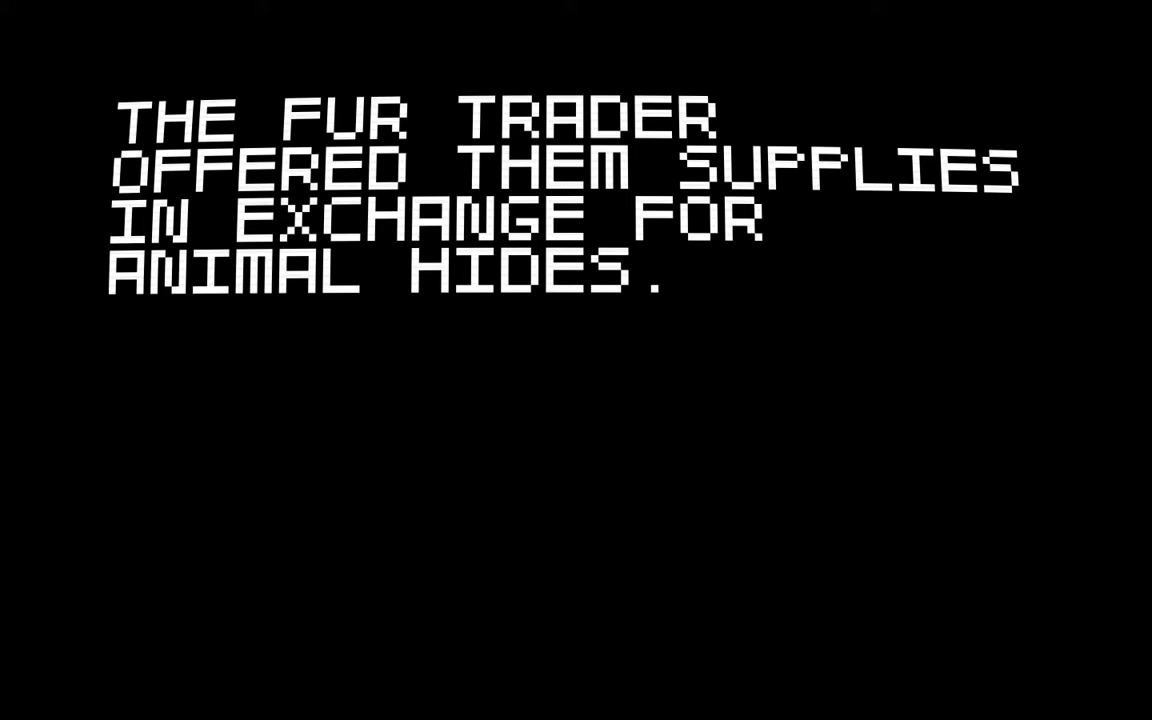 THE FUR TRADER
OFFERED THEM SUPPLIES
IN EXCHANGE FOR
ANIMAL HIDES.